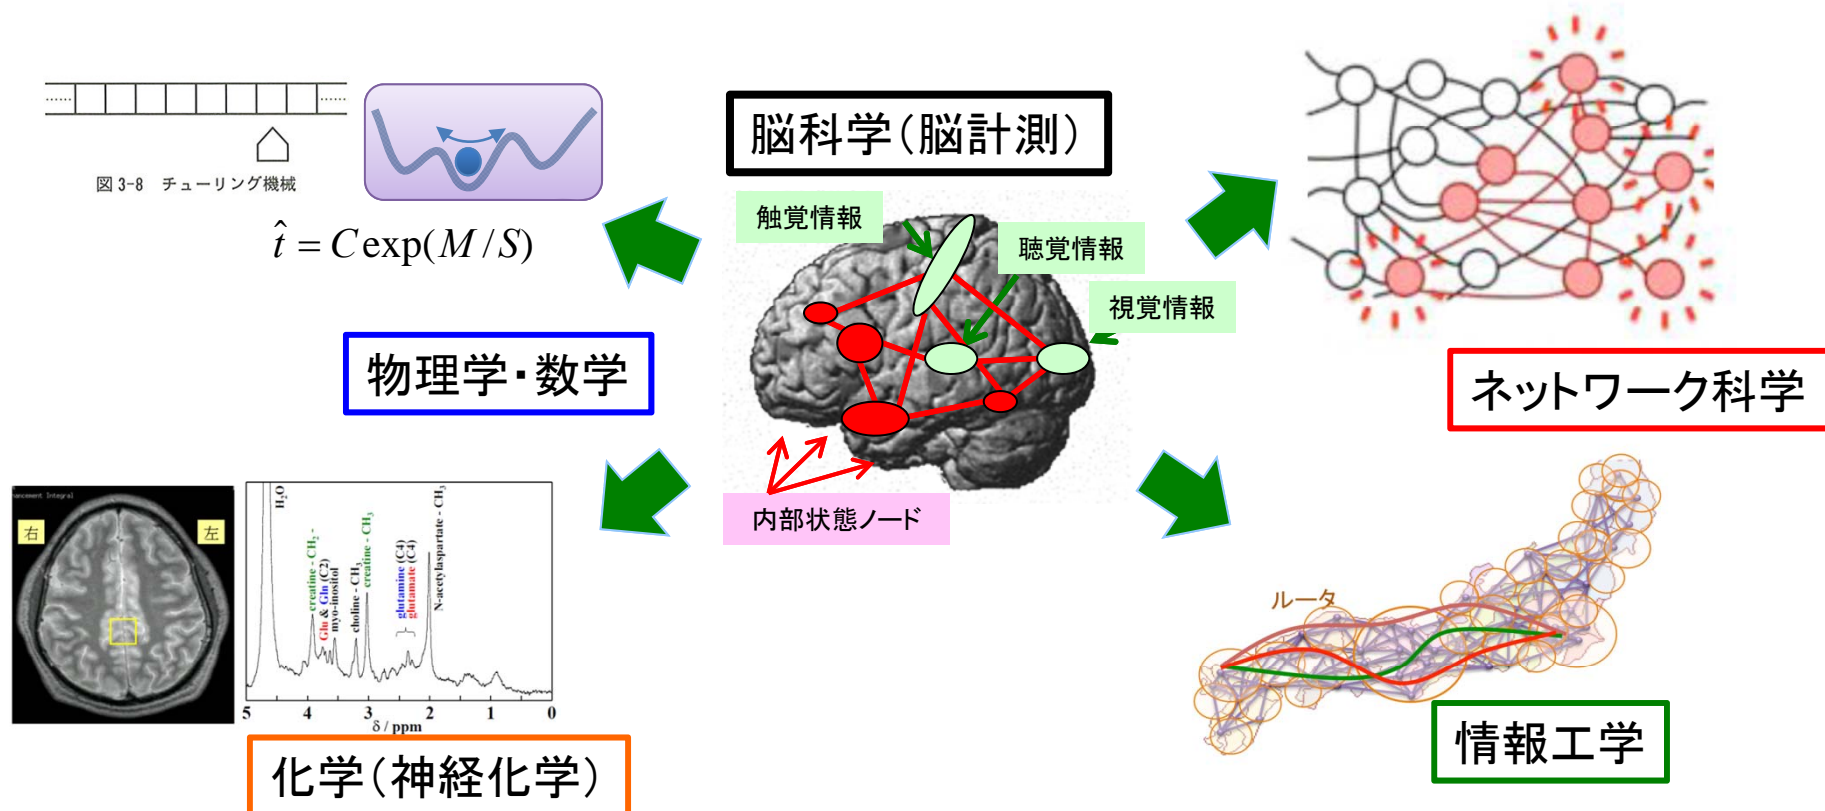 図 3-8 チューリング機械
t̂ = C exp(M/S)
物理学・数学
脳科学(脳計測)
触覚情報
聴覚情報
視覚情報
内部状態ノード
ネットワーク科学
ancement Integral
右
左
H₂O
creatine - CH₂ -
Glu & Gln (C2)
myo-inositol
choline - CH₃
creatine - CH₃
glutamine (C4)
glutamate (C4)
N-acetylaspartate - CH₃
5 4 3 2 1 0
δ / ppm
化学(神経化学)
ルータ
情報工学